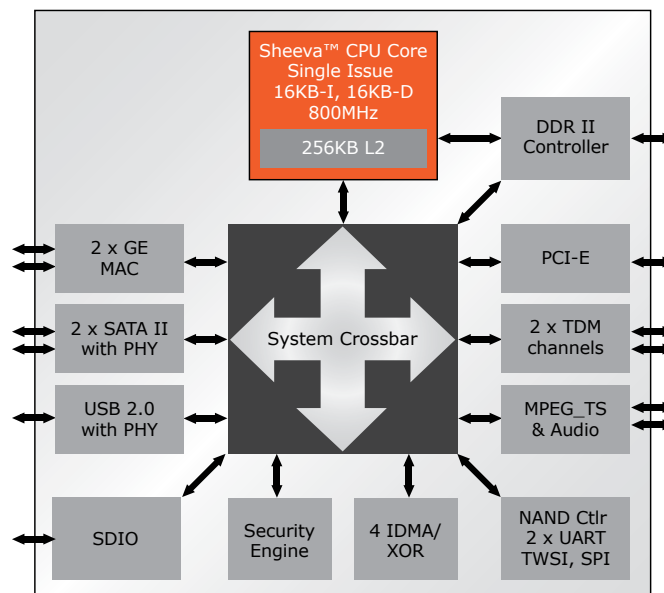 Sheeva™ CPU Core
Single Issue
16KB-I, 16KB-D
800MHz
256KB L2
DDR II
Controller
2 x GE
MAC
PCI-E
2 x SATA II
with PHY
System Crossbar
2 x TDM
channels
USB 2.0
with PHY
MPEG_TS
& Audio
SDIO
Security
Engine
4 IDMA/
XOR
NAND Ctlr
2 x UART
TWSI, SPI